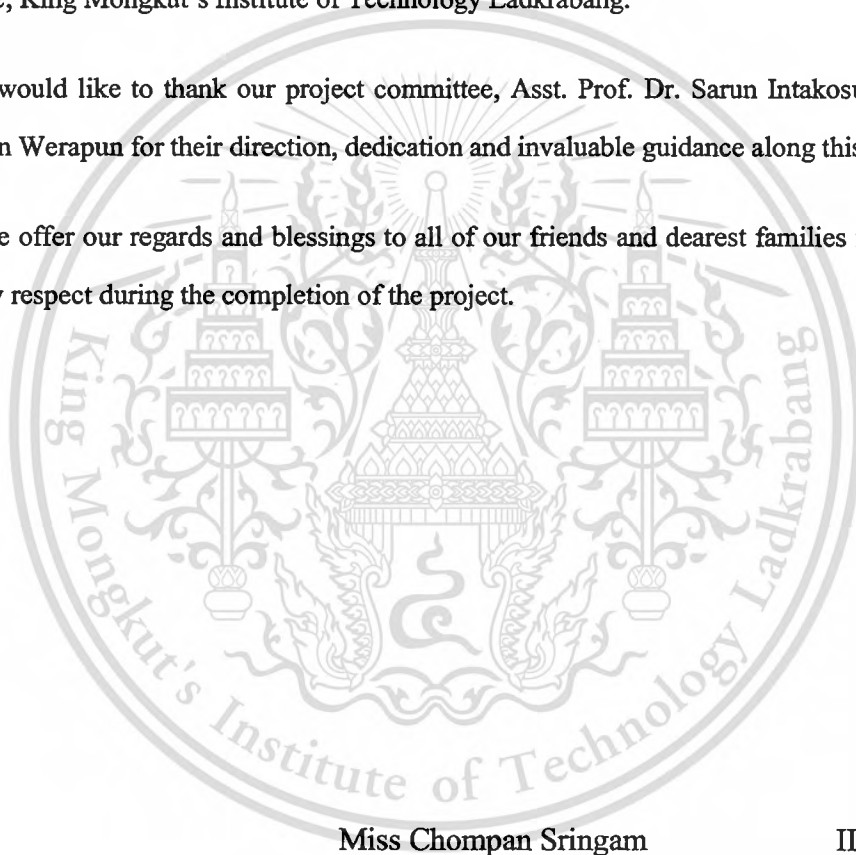 King Mongkut's Institute of Technology Ladkrabang.
would like to thank our project committee, Asst. Prof. Dr. Sarun
n Werapun for their direction, dedication and invaluable guidance along this
e offer our regards and blessings to all of our friends and dearest families
respect during the completion of the project.
King Mongkut's Institute of Technology Ladkrabang
Miss Chompan Sringam